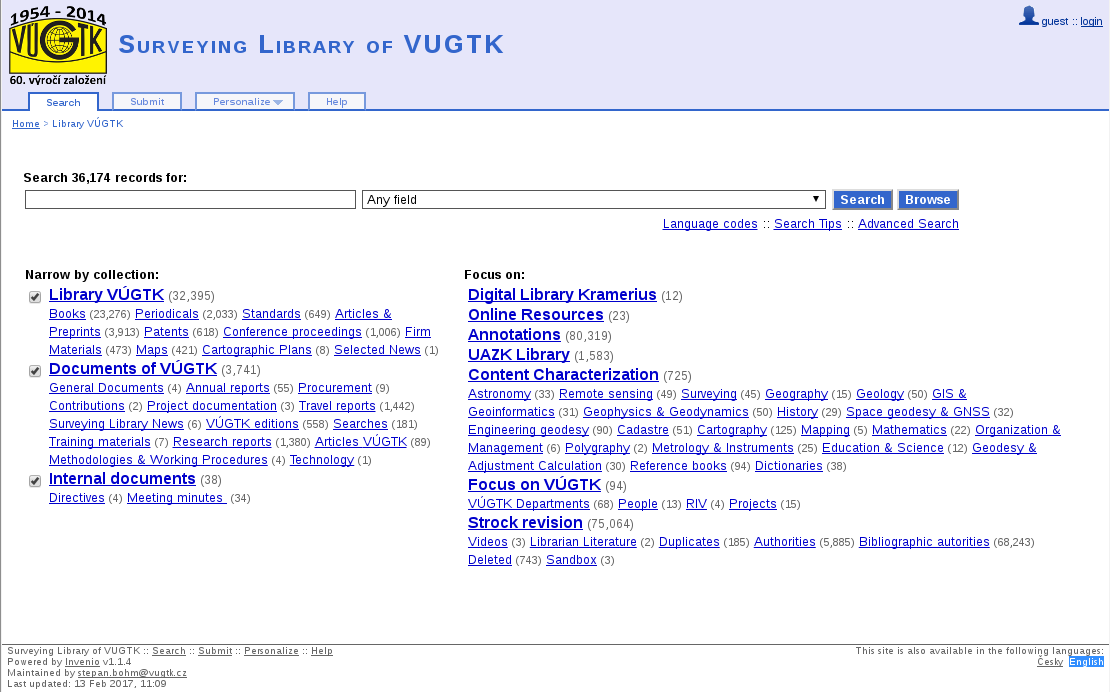 1954 - 2014
VÚGTK
60. výročí založení
Surveying Library of VUGTK
guest :: login
Search Submit Personalize Help
Home > Library VÚGTK
Search 36,174 records for:
Any field Search Browse
Language codes :: Search Tips :: Advanced Search
Narrow by collection:
Library VÚGTK (32,395)
Books (23,276) Periodicals (2,033) Standards (649) Articles &
Preprints (3,913) Patents (618) Conference proceedings (1,006) Firm
Materials (473) Maps (421) Cartographic Plans (8) Selected News (1)
Documents of VÚGTK (3,741)
General Documents (4) Annual reports (55) Procurement (9)
Contributions (2) Project documentation (3) Travel reports (1,442)
Surveying Library News (6) VÚGTK editions (558) Searches (181)
Training materials (7) Research reports (1,380) Articles VÚGTK (89)
Methodologies & Working Procedures (4) Technology (1)
Internal documents (38)
Directives (4) Meeting minutes (34)
Focus on:
Digital Library Kramerius (12)
Online Resources (23)
Annotations (80,319)
UAZK Library (1,583)
Content Characterization (725)
Astronomy (33) Remote sensing (49) Surveying (45) Geography (15) Geology (50) GIS &
Geoinformatics (31) Geophysics & Geodynamics (50) History (29) Space geodesy & GNSS (32)
Engineering geodesy (90) Cadastre (51) Cartography (125) Mapping (5) Mathematics (22) Organization &
Management (6) Polygraphy (2) Metrology & Instruments (25) Education & Science (12) Geodesy &
Adjustment Calculation (30) Reference books (94) Dictionaries (38)
Focus on VÚGTK (94)
VÚGTK Departments (68) People (13) RIV (4) Projects (15)
Strock revision (75,064)
Videos (3) Librarian Literature (2) Duplicates (185) Authorities (5,885) Bibliographic autorities (68,243)
Deleted (743) Sandbox (3)
Surveying Library of VUGTK :: Search :: Submit :: Personalize :: Help
Powered by Invenio v1.1.4
Maintained by stepan.bohm@vugtk.cz
Last updated: 13 Feb 2017, 11:09
This site is also available in the following languages:
Česky English